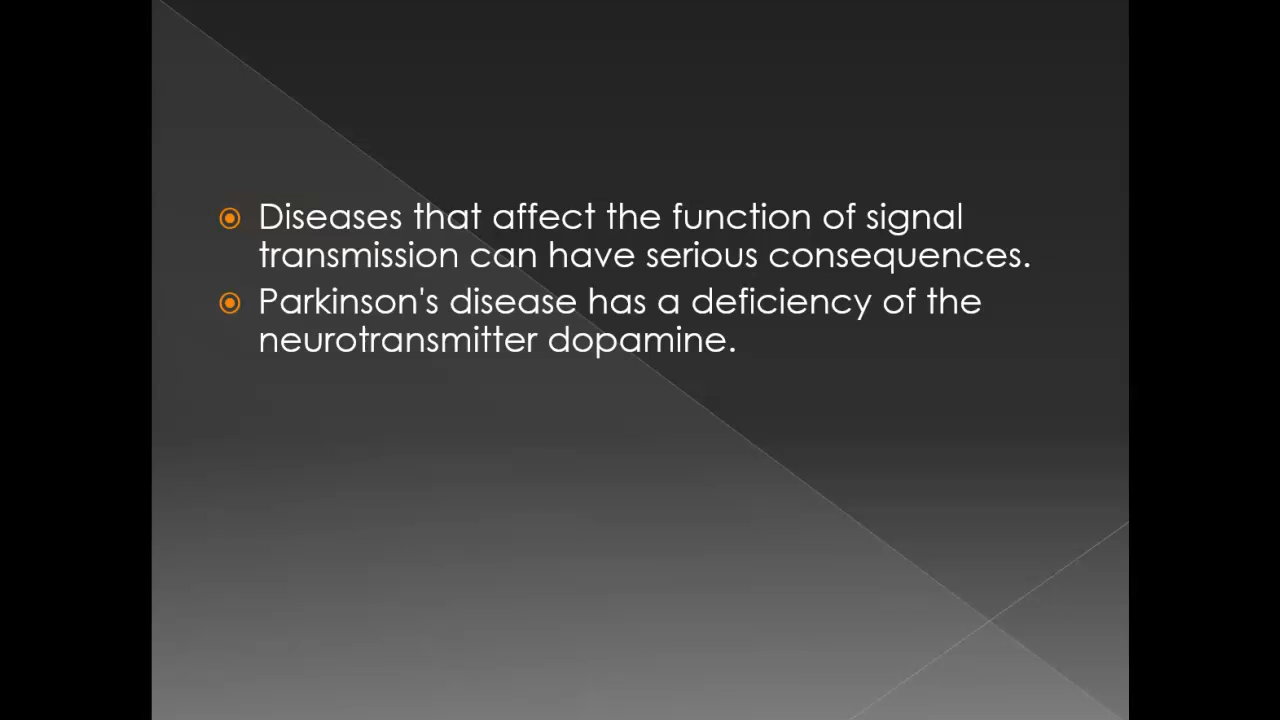 Diseases that affect the function of signal
transmission can have serious consequences.
Parkinson's disease has a deficiency of the
neurotransmitter dopamine.